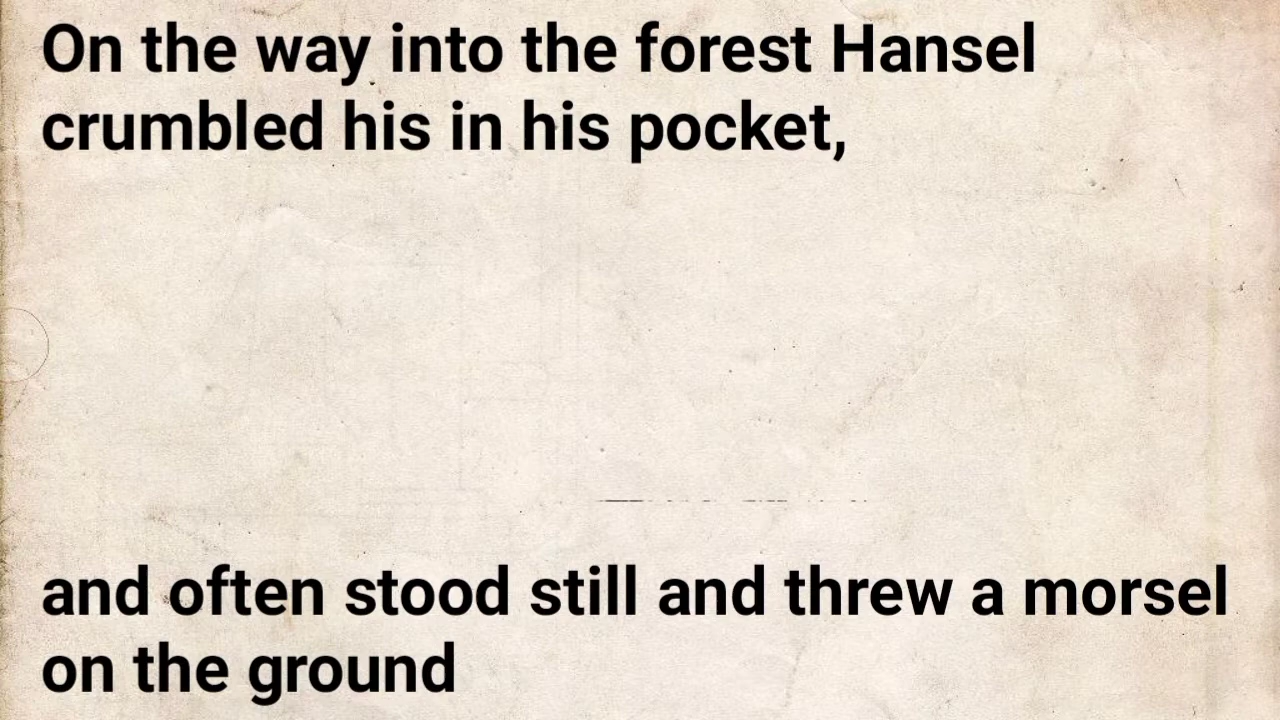 On the way into the forest Hansel
crumbled his in his pocket,
and often stood still and threw a morsel
on the ground